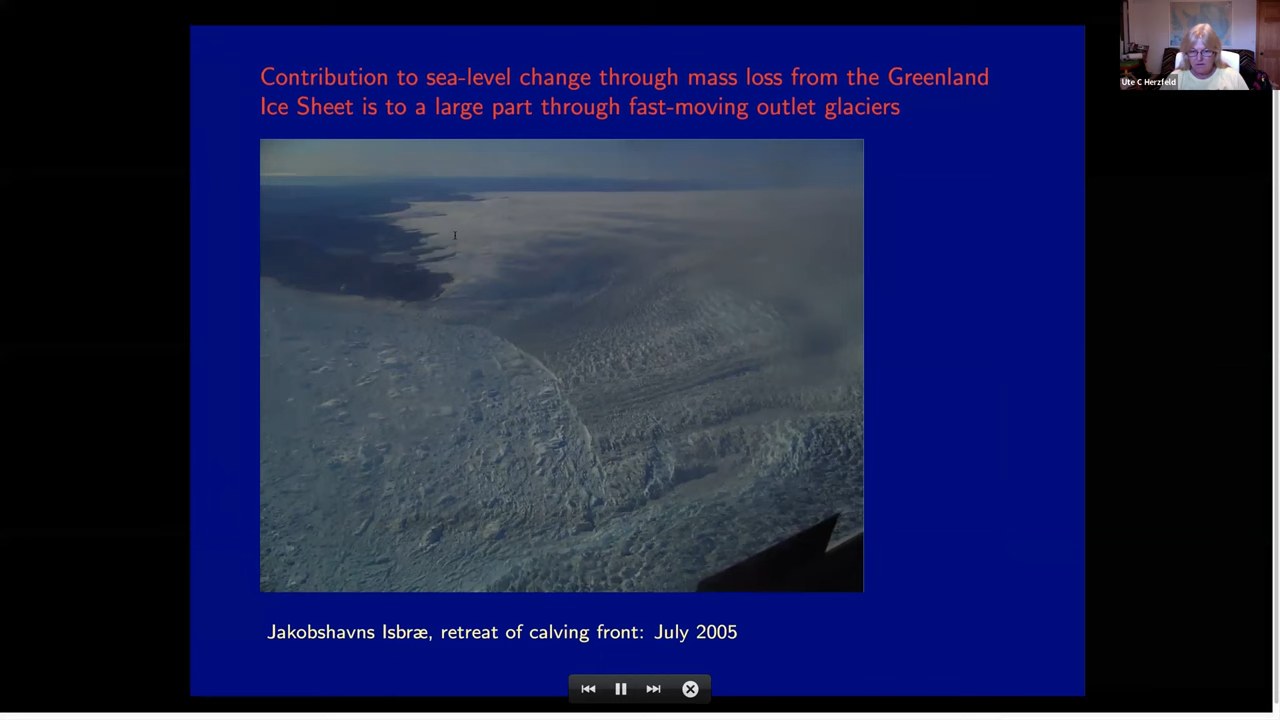 Contribution to sea-level change through mass loss from the Greenland
Ice Sheet is to a large part through fast-moving outlet glaciers
Ute C Herzfeld
Jakobshavns Isbræ, retreat of calving front: July 2005